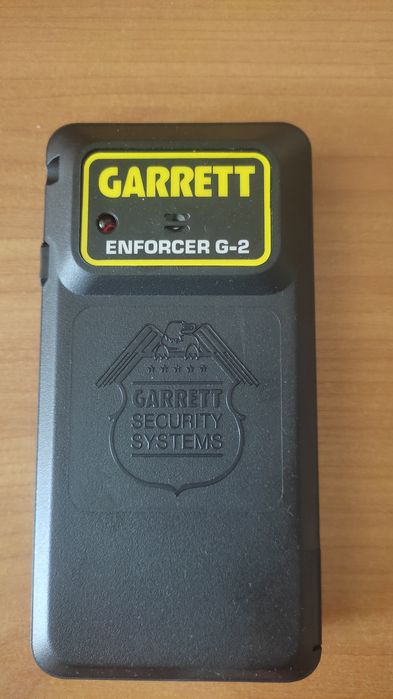 GARRETT
ENFORCER G-2
GARRETT
SECURITY
SYSTEMS